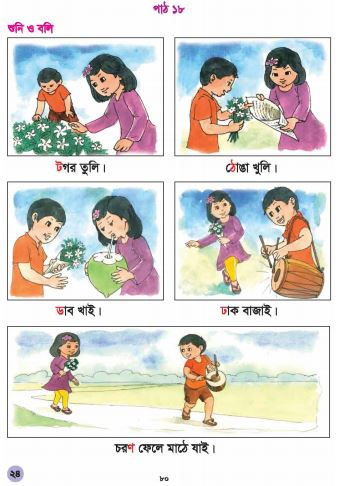 পাঠ ১৮
শুনি ও বলি
টগর তুলি।
ঠোঙা খুলি।
ডাব খাই।
ঢাক বাজাই।
চরণ ফেলে মাঠে যাই।
২৪
৮০